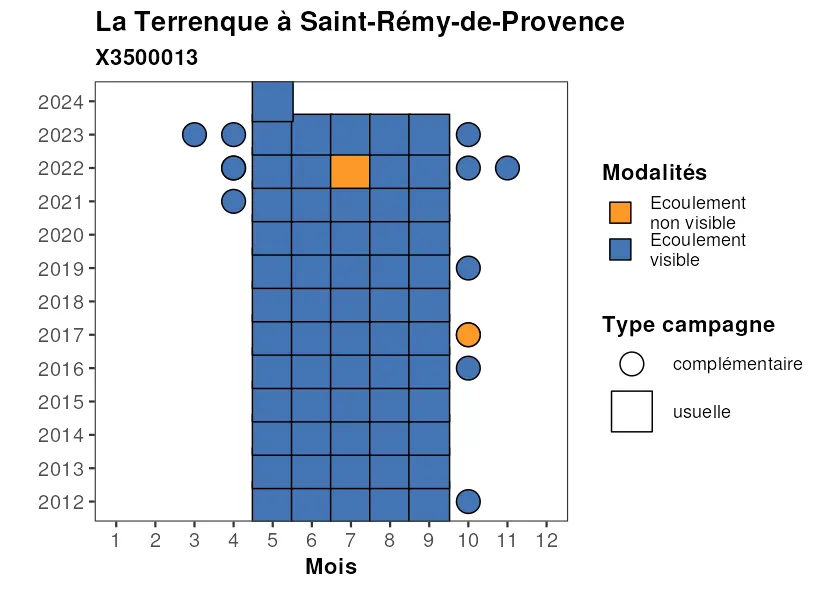 La Terrenque à Saint-Rémy-de-Provence
X3500013
2024
2023
2022
2021
2020
2019
2018
2017
2016
2015
2014
2013
2012
1 2 3 4 5 6 7 8 9 10 11 12
Mois
Modalités
Ecoulement
non visible
Ecoulement
visible
Type campagne
complémentaire
usuelle